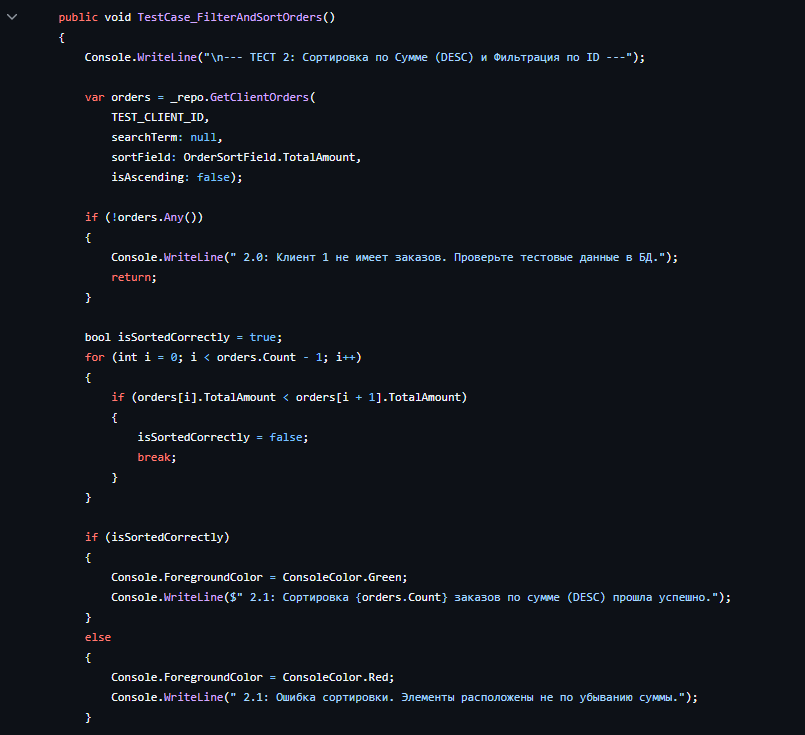 public void TestCase_FilterAndSortOrders()
{
Console.WriteLine("\n--- ТЕСТ 2: Сортировка по Сумме (DESC) и Фильтрация по ID ---");
var orders = _repo.GetClientOrders(
TEST_CLIENT_ID,
searchTerm: null,
sortField: OrderSortField.TotalAmount,
isAscending: false);
if (!orders.Any())
{
Console.WriteLine(" 2.0: Клиент 1 не имеет заказов. Проверьте тестовые данные в БД.");
return;
}
bool isSortedCorrectly = true;
for (int i = 0; i < orders.Count - 1; i++)
{
if (orders[i].TotalAmount < orders[i + 1].TotalAmount)
{
isSortedCorrectly = false;
break;
}
}
if (isSortedCorrectly)
{
Console.ForegroundColor = ConsoleColor.Green;
Console.WriteLine($" 2.1: Сортировка {orders.Count} заказов по сумме (DESC) прошла успешно.");
}
else
{
Console.ForegroundColor = ConsoleColor.Red;
Console.WriteLine(" 2.1: Ошибка сортировки. Элементы расположены не по убыванию суммы.");
}